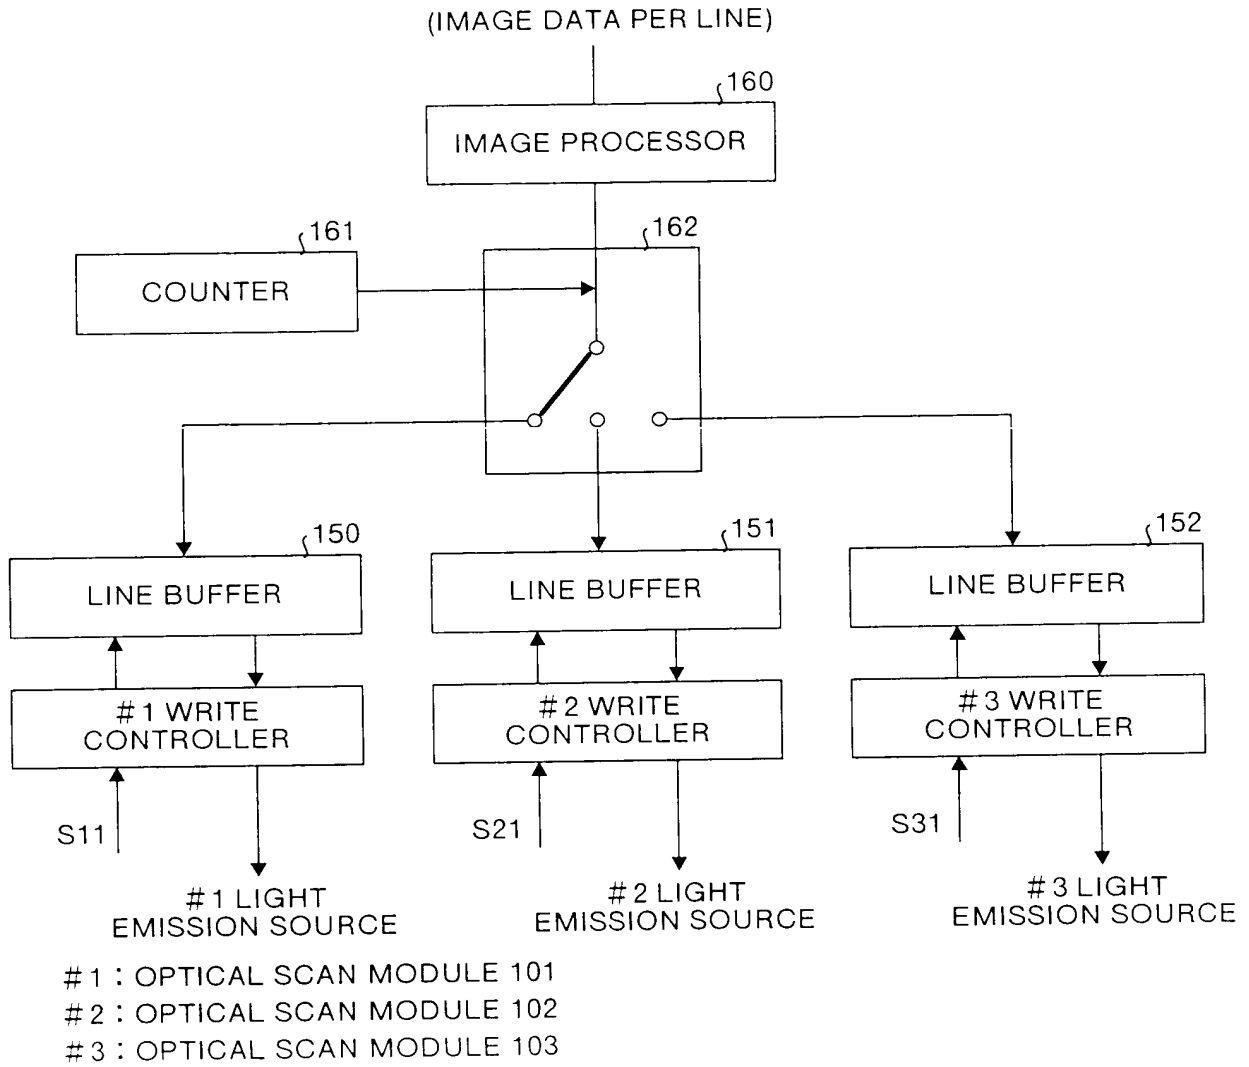 (IMAGE DATA PER LINE)
160
IMAGE PROCESSOR
161
162
COUNTER
150
151
152
LINE BUFFER
LINE BUFFER
LINE BUFFER
#1 WRITE
CONTROLLER
#2 WRITE
CONTROLLER
#3 WRITE
CONTROLLER
S11
S21
S31
#1 LIGHT
EMISSION SOURCE
#2 LIGHT
EMISSION SOURCE
#3 LIGHT
EMISSION SOURCE
#1 : OPTICAL SCAN MODULE 101
#2 : OPTICAL SCAN MODULE 102
#3 : OPTICAL SCAN MODULE 103